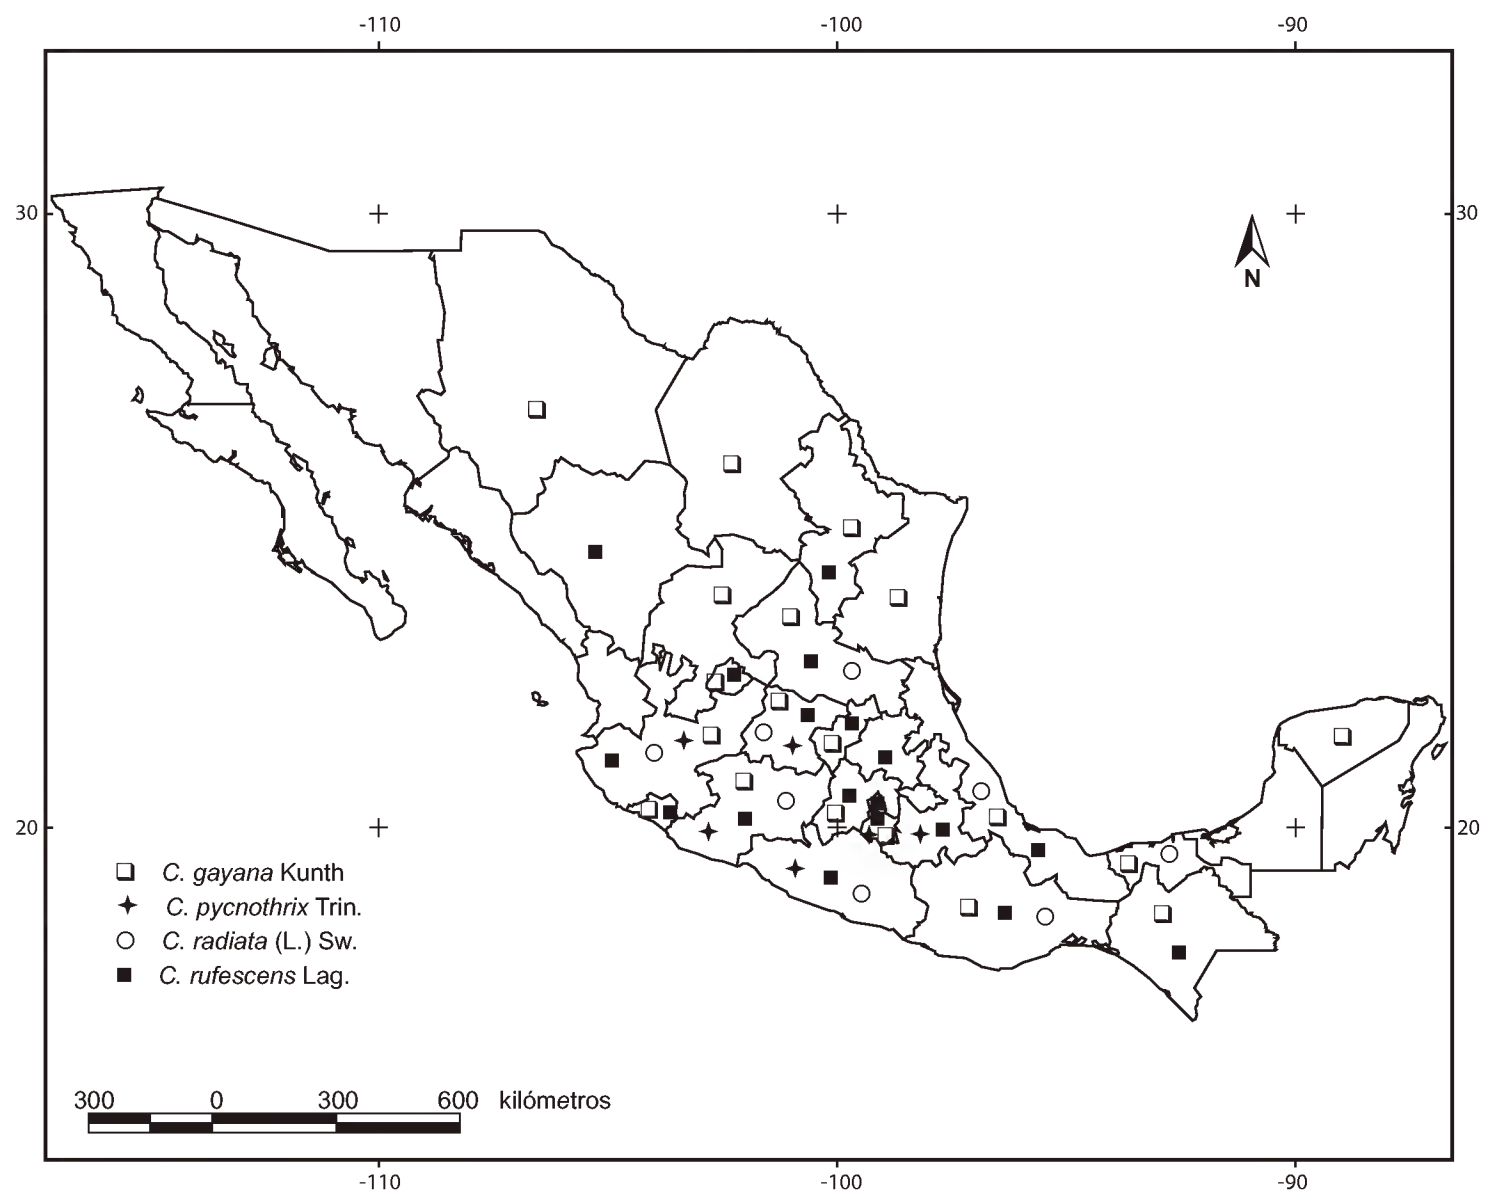 -110 -100 -90
30 30
N
20 20
C. gayana Kunth
C. pycnothrix Trin.
C. radiata (L.) Sw.
C. rufescens Lag.
300 0 300 600 kilómetros
-110 -100 -90